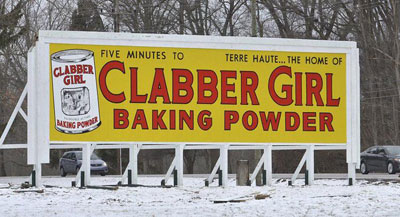 FIVE MINUTES TO TERRE HAUTE...THE HOME OF
CLABBER GIRL
BAKING POWDER
CLABBER
GIRL
BAKING POWDER